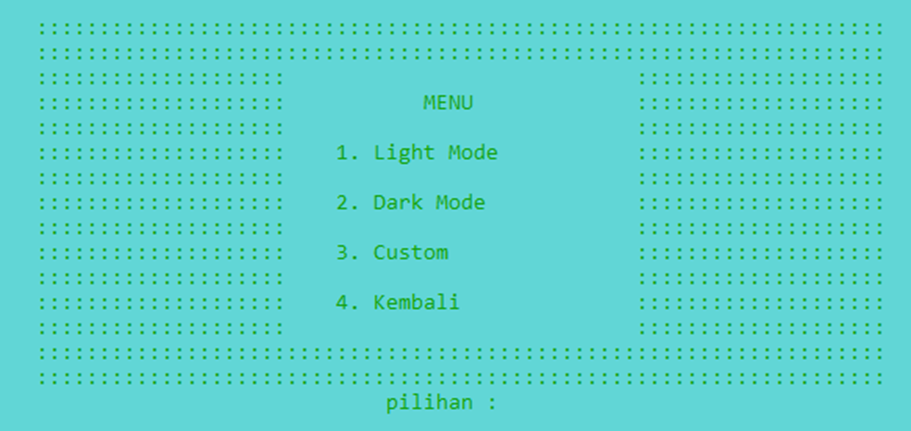 MENU
1. Light Mode
2. Dark Mode
3. Custom
4. Kembali
pilihan :